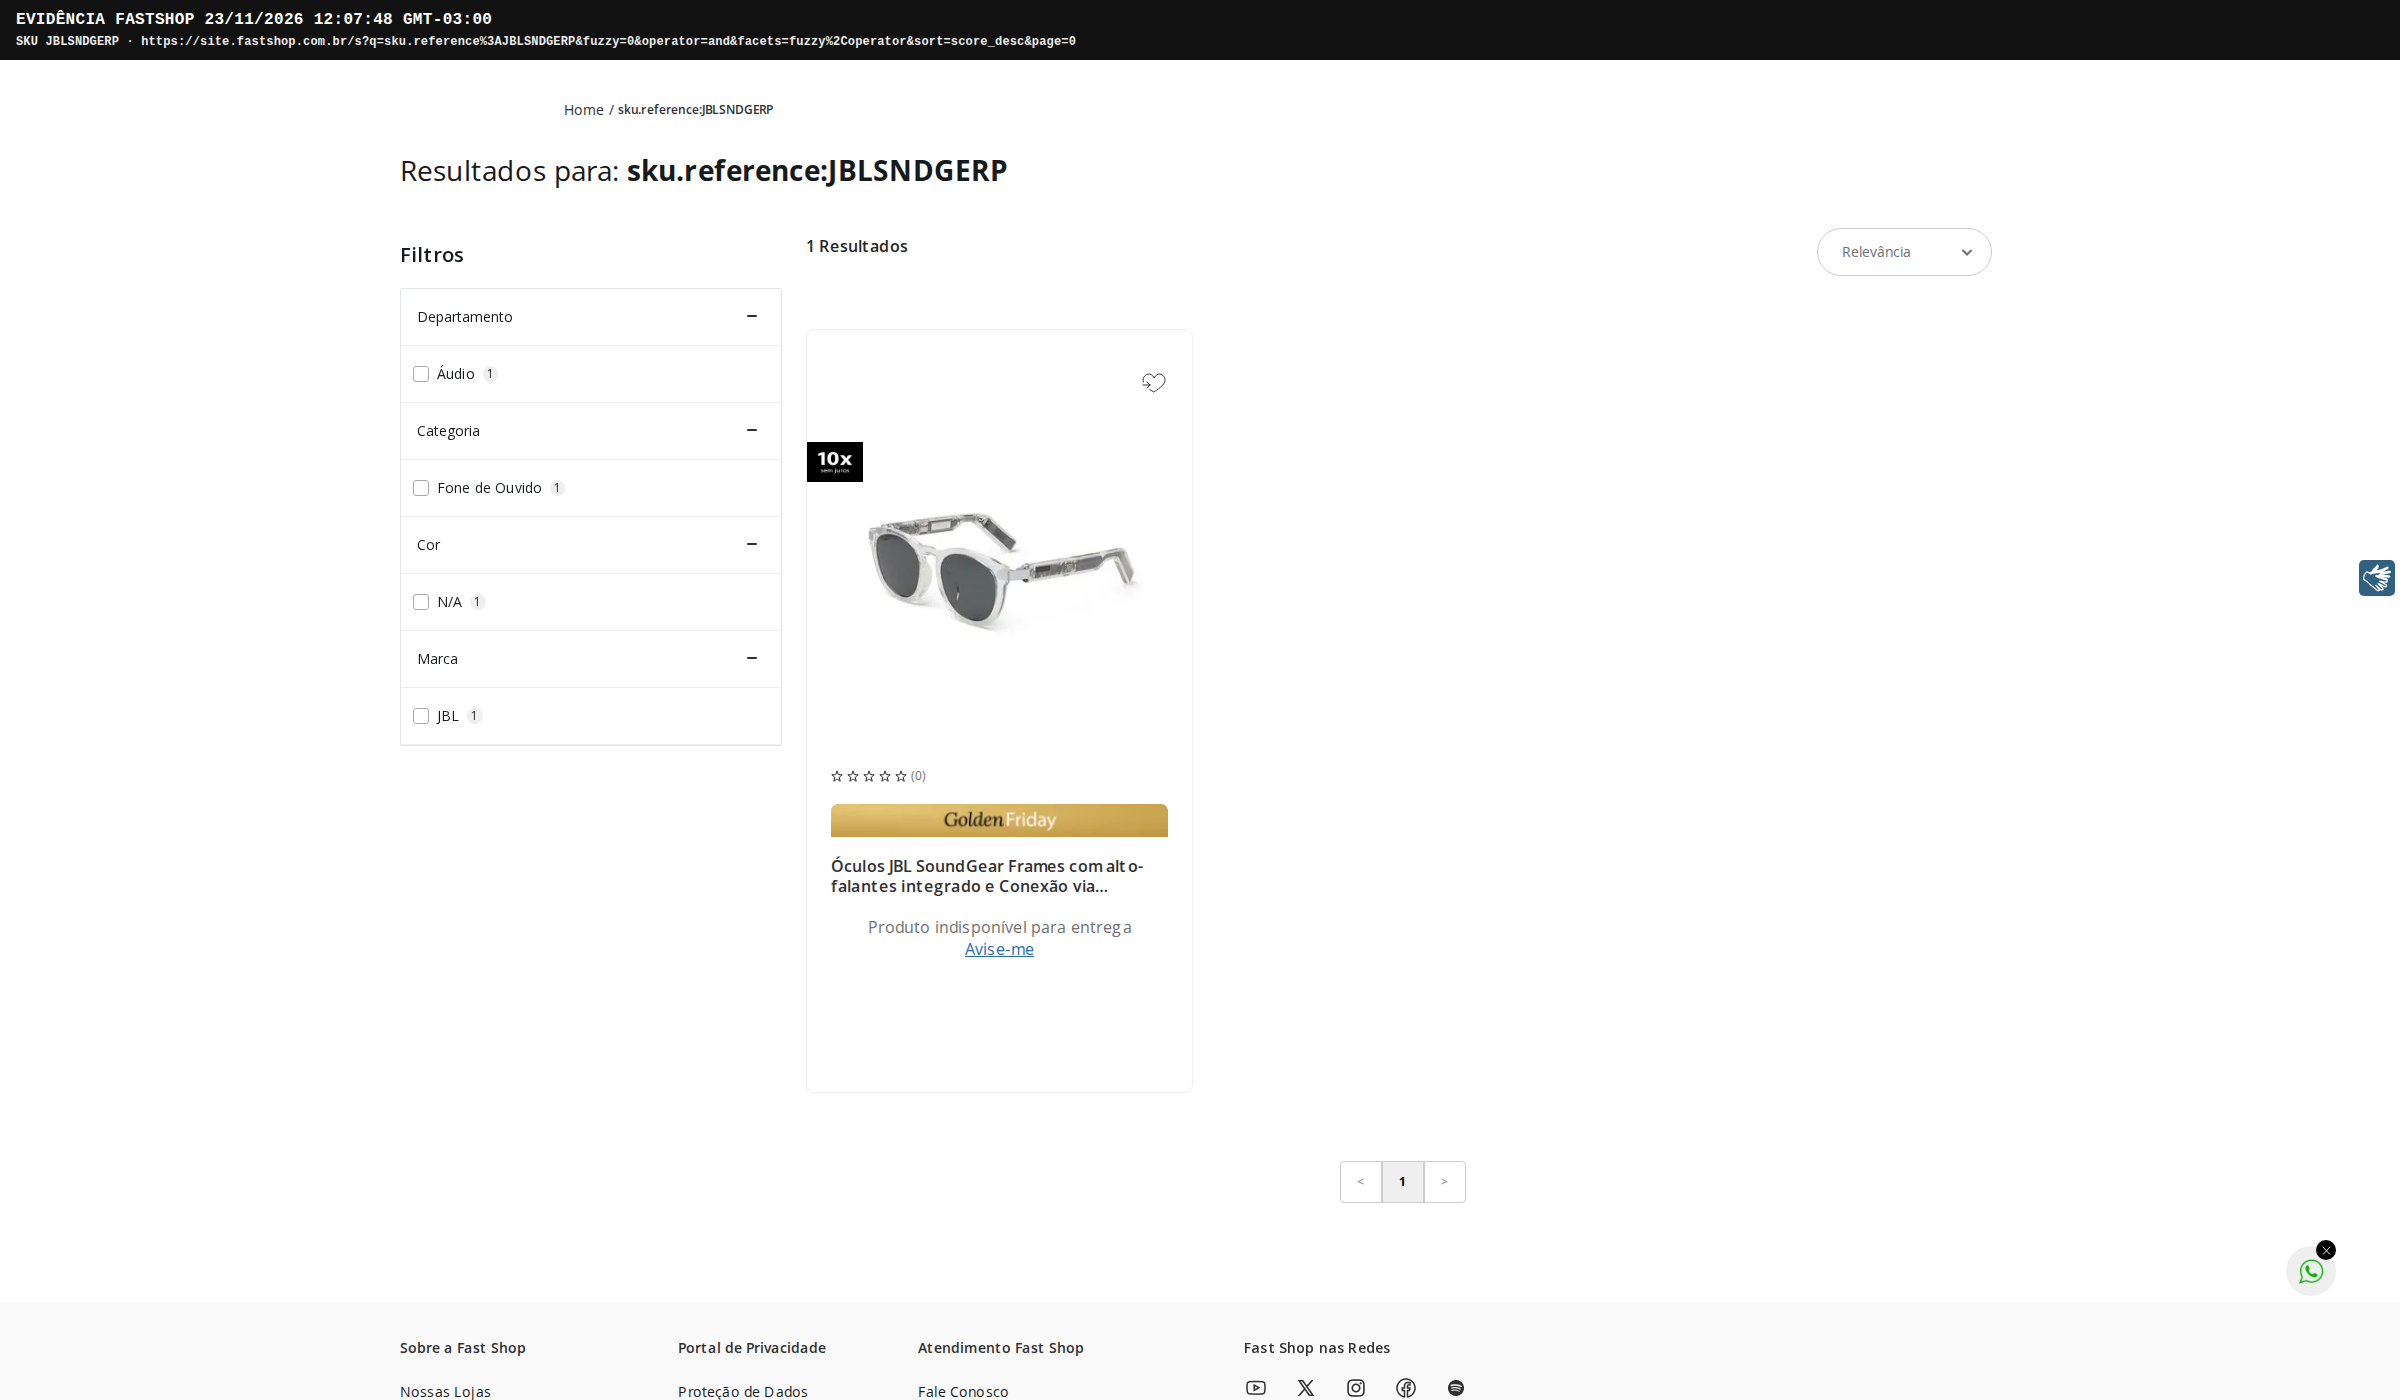 EVIDÊNCIA FASTSHOP 23/11/2026 12:07:48 GMT-03:00
SKU JBLSNDGERP · https://site.fastshop.com.br/s?q=sku.reference%3AJBLSNDGERP&fuzzy=0&operator=and&facets=fuzzy%2Coperator&sort=score_desc&page=0
Home / sku.reference:JBLSNDGERP
Resultados para: sku.reference:JBLSNDGERP
Filtros
1 Resultados
Relevância
Departamento
Áudio 1
Categoria
Fone de Ouvido 1
Cor
N/A 1
Marca
JBL 1
10x
sem juros
(0)
Golden Friday
Óculos JBL SoundGear Frames com alto-
falantes integrado e Conexão via...
Produto indisponível para entrega
Avise-me
< 1 >
Sobre a Fast Shop
Portal de Privacidade
Atendimento Fast Shop
Fast Shop nas Redes
Nossas Lojas
Proteção de Dados
Fale Conosco